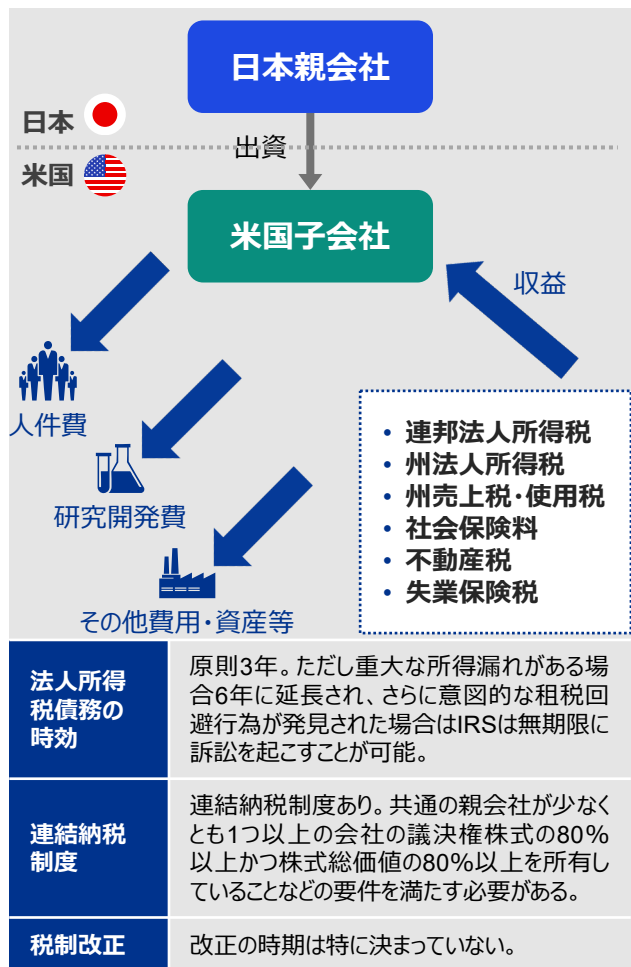 日本親会社
日本
出資
米国
米国子会社
収益
人件費
研究開発費
その他費用・資産等
• 連邦法人所得税
• 州法人所得税
• 州売上税・使用税
• 社会保険料
• 不動産税
• 失業保険税
法人所得
税債務の
時効
原則3年。ただし重大な所得漏れがある場
合6年に延長され、さらに意図的な租税回
避行為が発見された場合はIRSは無期限に
訴訟を起こすことが可能。
連結納税
制度
連結納税制度あり。共通の親会社が少なく
とも1つ以上の会社の議決権株式の80%
以上かつ株式総価値の80%以上を所有し
ていることなどの要件を満たす必要がある。
税制改正
改正の時期は特に決まっていない。